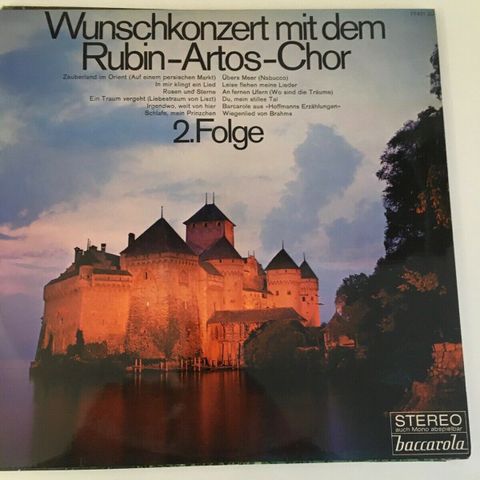 Wunschkonzert mit dem
Rubin-Artos-Chor
Zauberland im Orient (Auf einem persischen Markt)
In mir klingt ein Lied
Rosen und Sterne
Ein Traum vergeht (Liebestraum von Liszt)
Irgendwo, weit von hier
Schlafe, mein Prinzchen
Übers Meer (Nabucco)
Leise flehen meine Lieder
An fernen Ufern (Wo sind die Träume)
Du, mein stilles Tal
Barcarole aus »Hoffmanns Erzählungen«
Wiegenlied von Brahms
2. Folge
STEREO
auch Mono abspielbar
baccarola